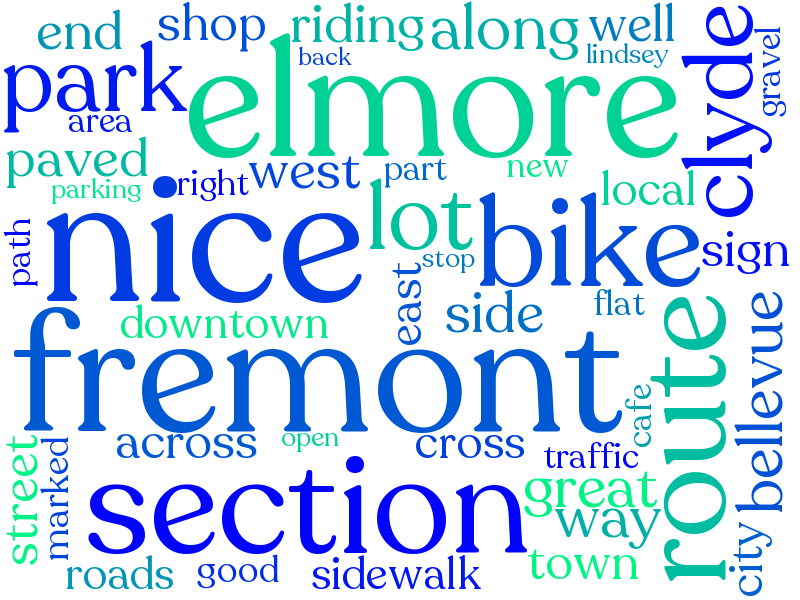 end
shop
riding
along
well
back
lindsey
clyde
gravel
park
elmore
area
paved
parking
right
west
part
new
local
nice
lot
bike
path
stop
sign
east
side
flat
downtown
fremont
route
bellevue
across
open
cross
cafe
street
marked
traffic
section
great
way
city
town
roads
good
sidewalk